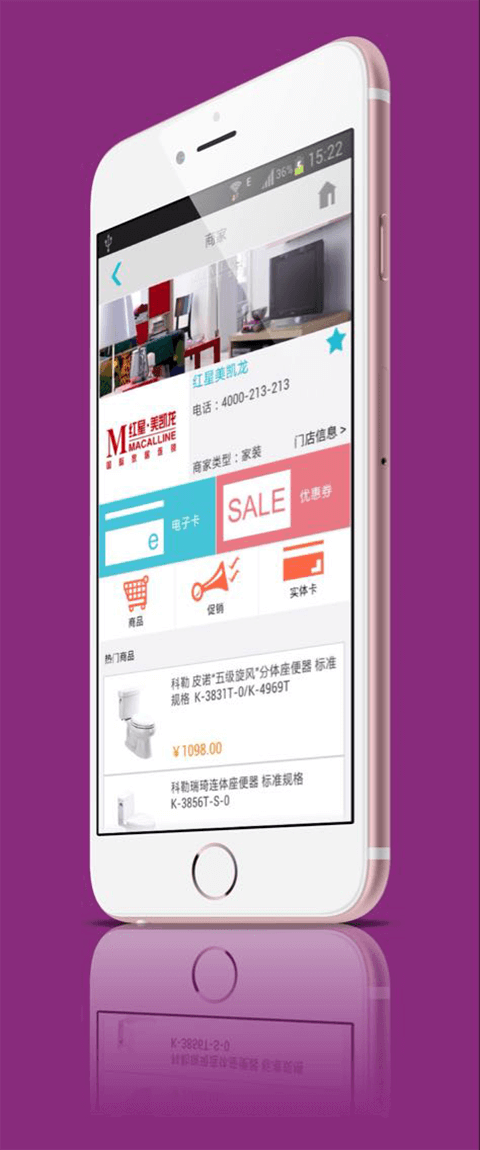 E 36% 15:22
商家
红星美凯龙
电话：4000-213-213
M 红星·美凯龙
MACALLINE
国际家居连锁
门店信息 >
商家类型：家装
e 电子卡
SALE 优惠券
商品
促销
实体卡
热门商品
科勒 皮诺"五级旋风"分体座便器 标准
规格 K-3831T-0/K-4969T
￥1098.00
科勒瑞琦连体座便器 标准规格
K-3856T-S-0